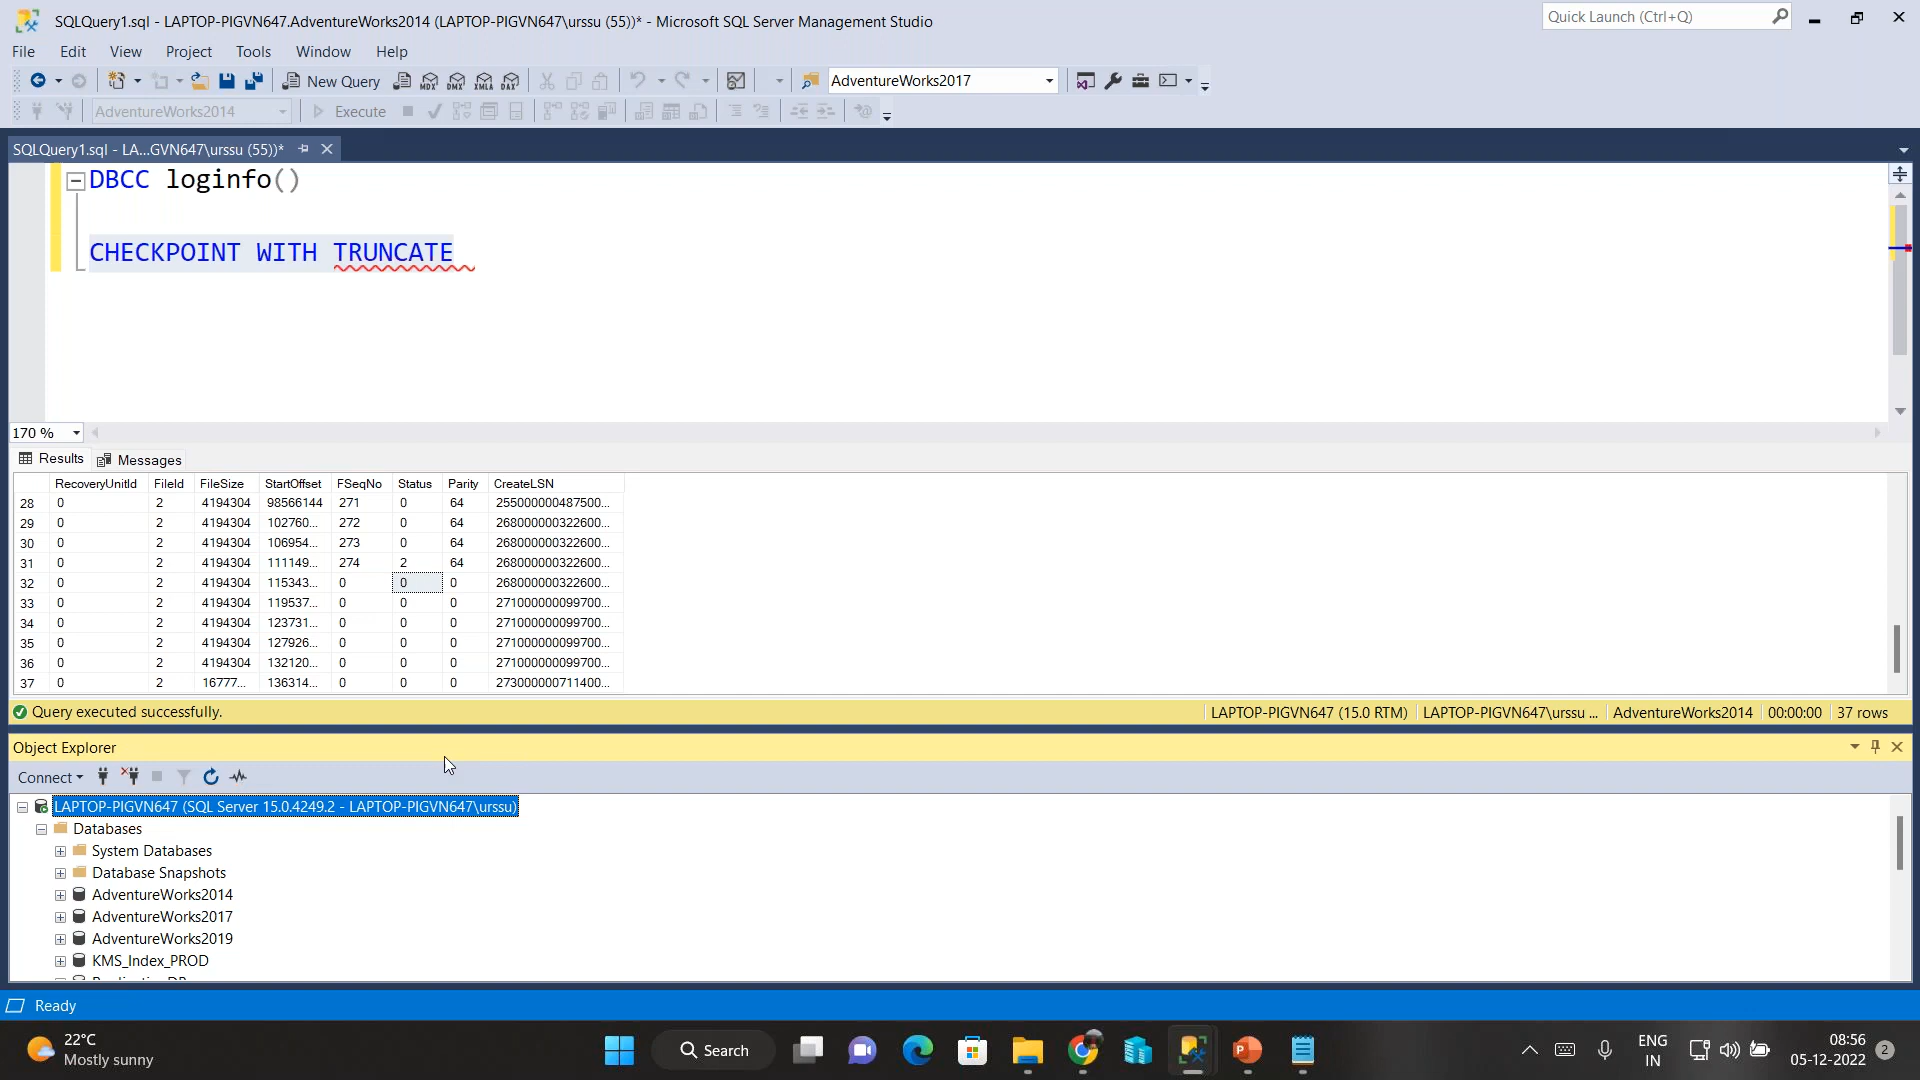 SQLQuery1.sql - LAPTOP-PIGVN647.AdventureWorks2014 (LAPTOP-PIGVN647\urssu (55))* - Microsoft SQL Server Management Studio
Quick Launch (Ctrl+Q)
File Edit View Project Tools Window Help
New Query MDX DMX XMLA DAX AdventureWorks2017
AdventureWorks2014 Execute
SQLQuery1.sql - LA...GVN647\urssu (55))*
DBCC loginfo()
CHECKPOINT WITH TRUNCATE
170 %
Results Messages
RecoveryUnitId FileId FileSize StartOffset FSeqNo Status Parity CreateLSN
28 0 2 4194304 98566144 271 0 64 255000000487500...
29 0 2 4194304 102760... 272 0 64 268000000322600...
30 0 2 4194304 106954... 273 0 64 268000000322600...
31 0 2 4194304 111149... 274 2 64 268000000322600...
32 0 2 4194304 115343... 0 0 0 268000000322600...
33 0 2 4194304 119537... 0 0 0 271000000099700...
34 0 2 4194304 123731... 0 0 0 271000000099700...
35 0 2 4194304 127926... 0 0 0 271000000099700...
36 0 2 4194304 132120... 0 0 0 271000000099700...
37 0 2 16777... 136314... 0 0 0 273000000711400...
Query executed successfully. LAPTOP-PIGVN647 (15.0 RTM) LAPTOP-PIGVN647\urssu ... AdventureWorks2014 00:00:00 37 rows
Object Explorer
Connect
LAPTOP-PIGVN647 (SQL Server 15.0.4249.2 - LAPTOP-PIGVN647\urssu)
Databases
System Databases
Database Snapshots
AdventureWorks2014
AdventureWorks2017
AdventureWorks2019
KMS_Index_PROD
Ready
22°C
Mostly sunny
Search
ENG
IN
08:56
05-12-2022
2